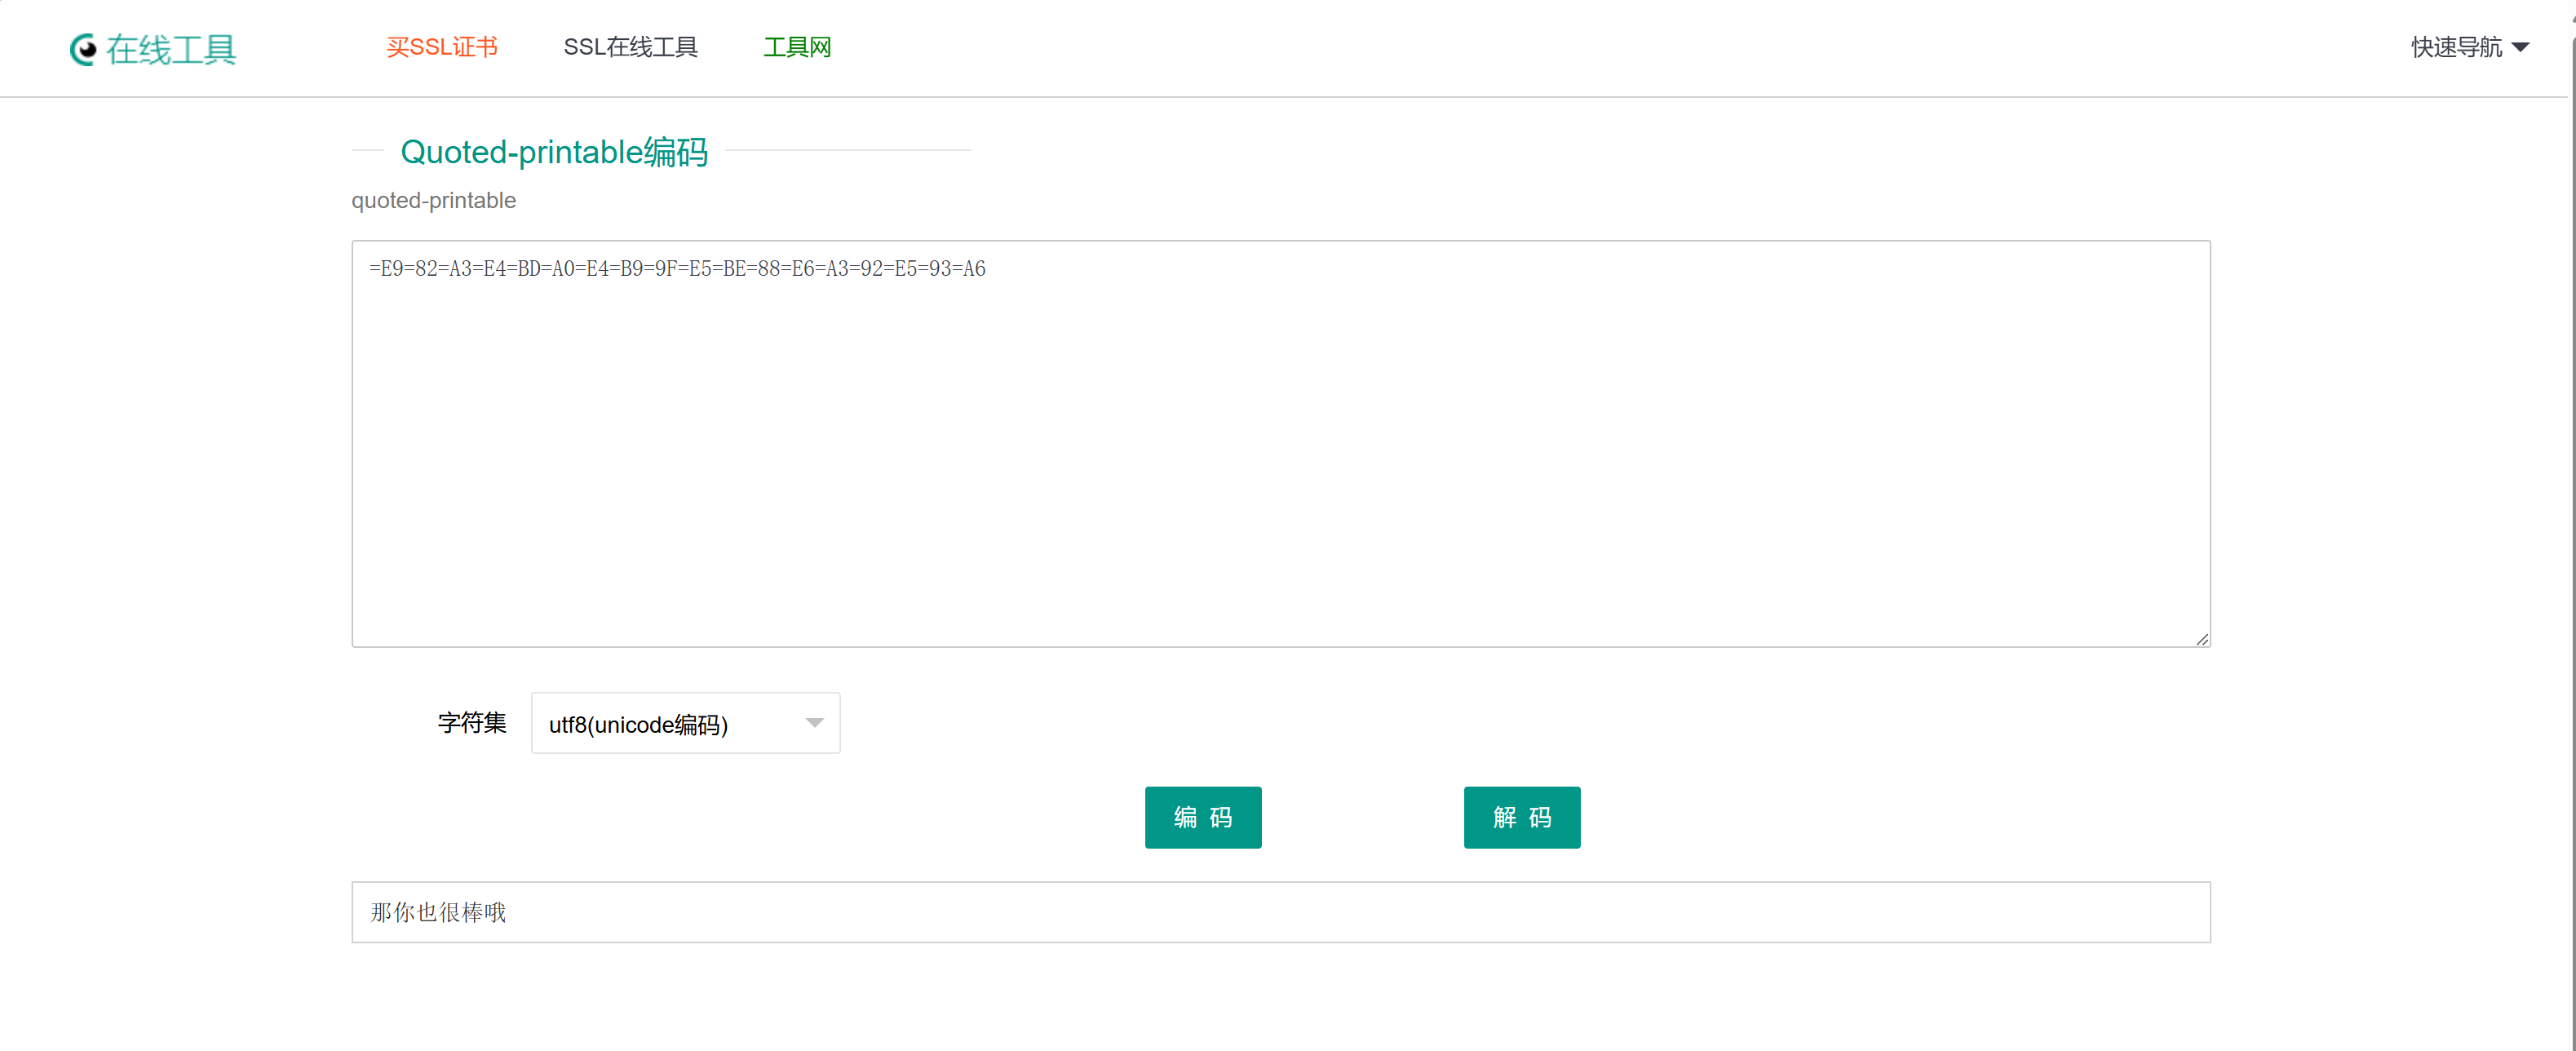 在线工具 买SSL证书 SSL在线工具 工具网 快速导航
Quoted-printable编码
quoted-printable
=E9=82=A3=E4=BD=A0=E4=B9=9F=E5=BE=88=E6=A3=92=E5=93=A6
字符集 utf8(unicode编码)
编 码 解 码
那你也很棒哦